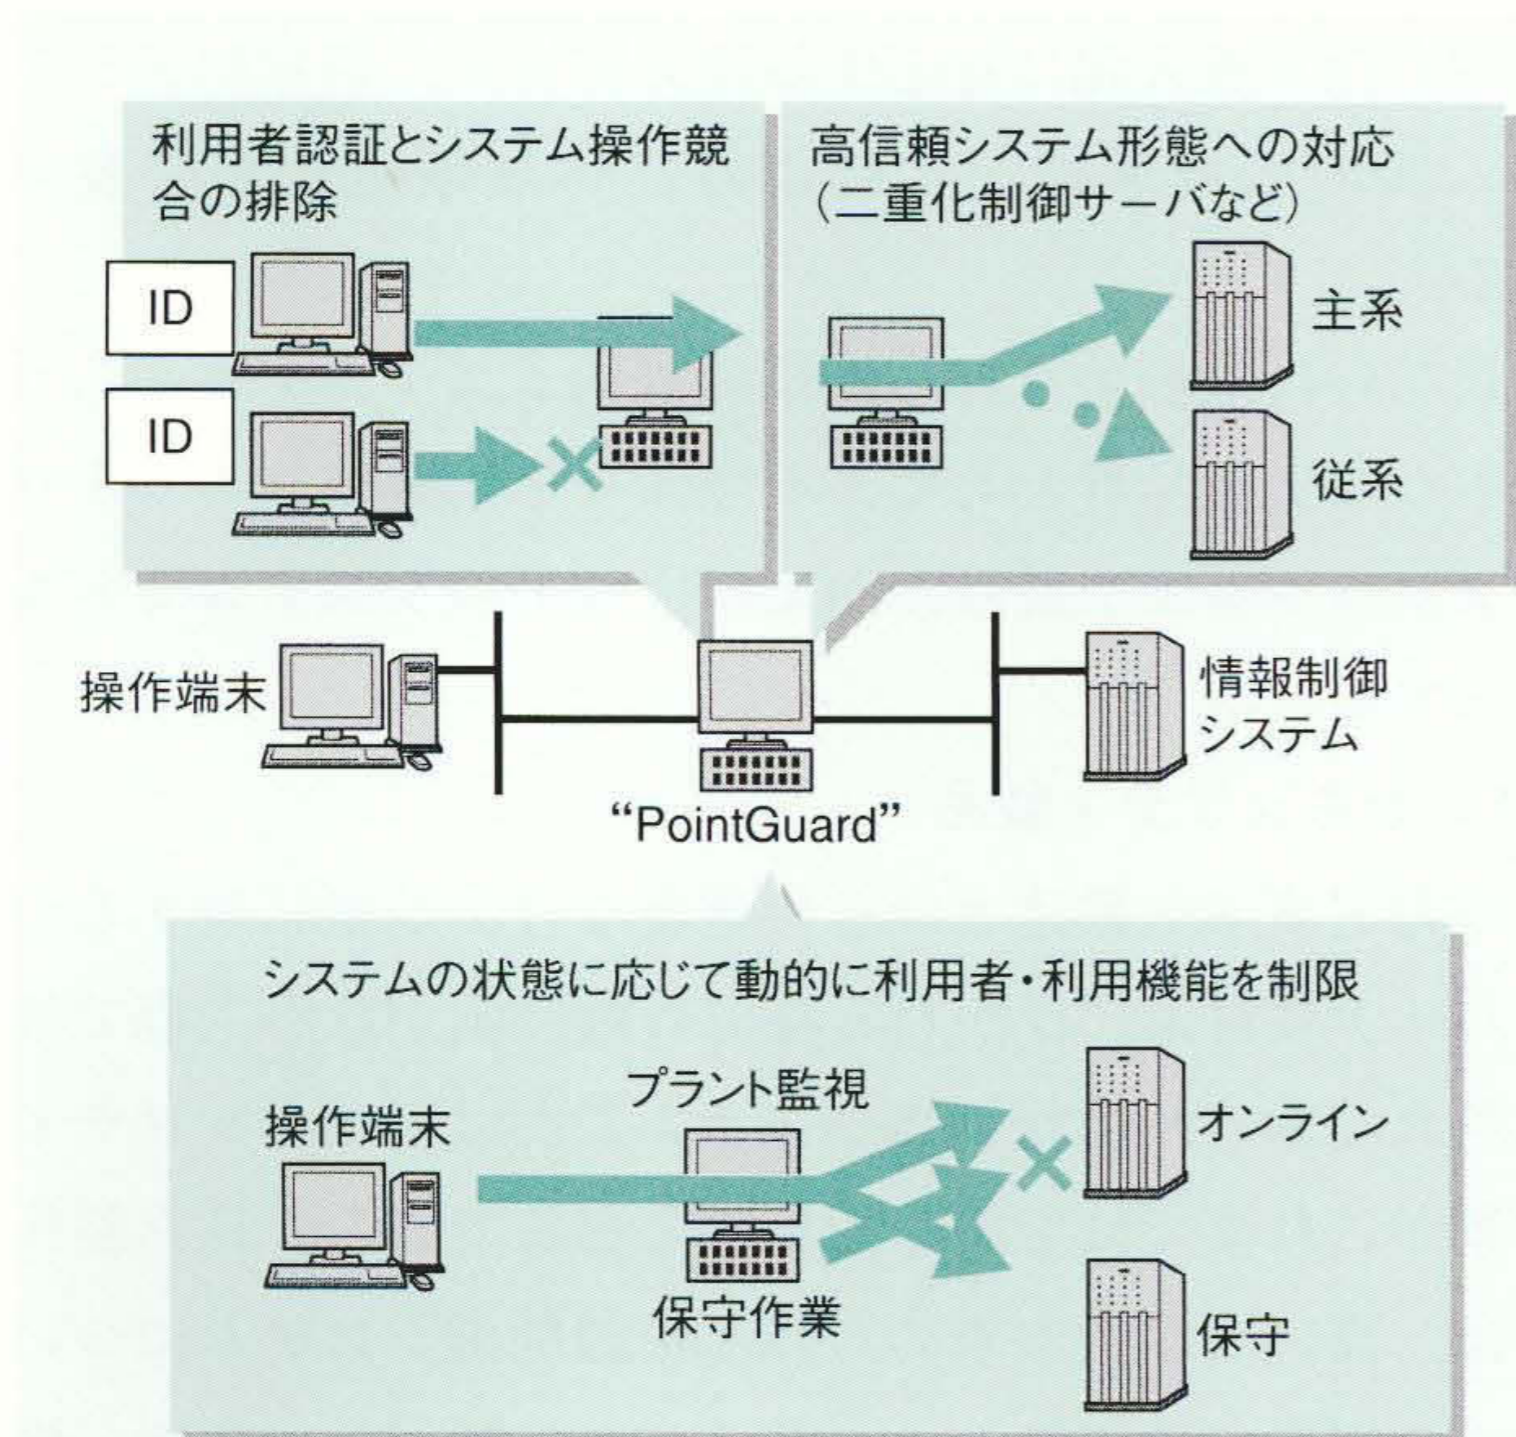 利用者認証とシステム操作競
合の排除
ID
ID
高信頼システム形態への対応
(二重化制御サーバなど)
主系
従系
操作端末
“PointGuard”
情報制御
システム
システムの状態に応じて動的に利用者・利用機能を制限
操作端末
プラント監視
保守作業
オンライン
保守